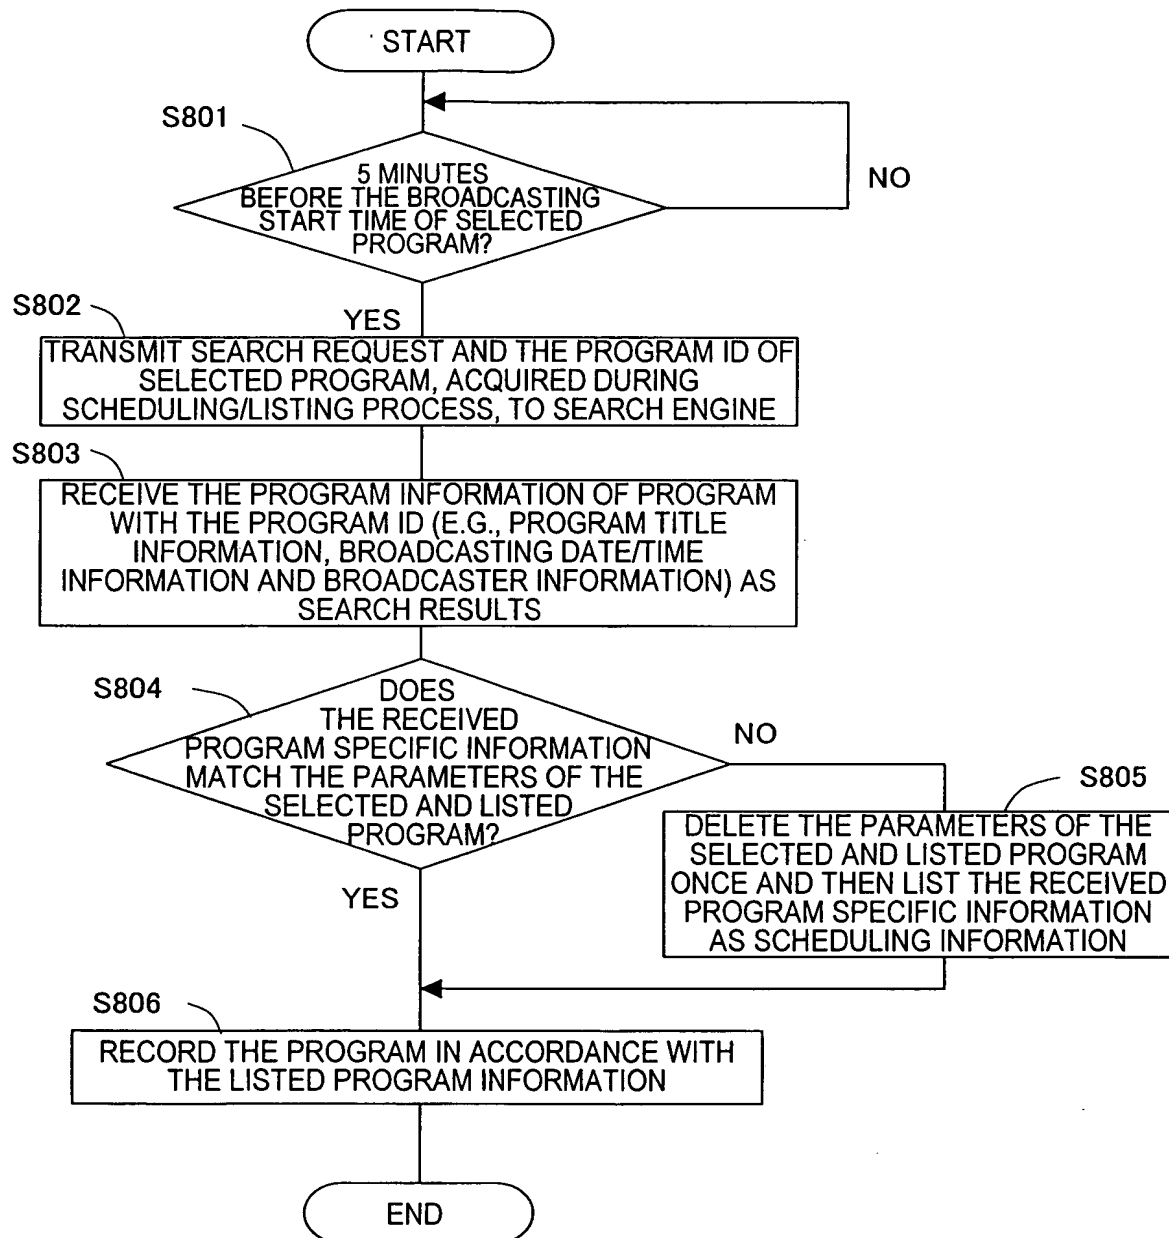 START
S801
5 MINUTES
BEFORE THE BROADCASTING
START TIME OF SELECTED
PROGRAM?
NO
S802
YES
TRANSMIT SEARCH REQUEST AND THE PROGRAM ID OF
SELECTED PROGRAM, ACQUIRED DURING
SCHEDULING/LISTING PROCESS, TO SEARCH ENGINE
S803
RECEIVE THE PROGRAM INFORMATION OF PROGRAM
WITH THE PROGRAM ID (E.G., PROGRAM TITLE
INFORMATION, BROADCASTING DATE/TIME
INFORMATION AND BROADCASTER INFORMATION) AS
SEARCH RESULTS
S804
DOES
THE RECEIVED
PROGRAM SPECIFIC INFORMATION
MATCH THE PARAMETERS OF THE
SELECTED AND LISTED
PROGRAM?
NO
S805
DELETE THE PARAMETERS OF THE
SELECTED AND LISTED PROGRAM
ONCE AND THEN LIST THE RECEIVED
PROGRAM SPECIFIC INFORMATION
AS SCHEDULING INFORMATION
YES
S806
RECORD THE PROGRAM IN ACCORDANCE WITH
THE LISTED PROGRAM INFORMATION
END